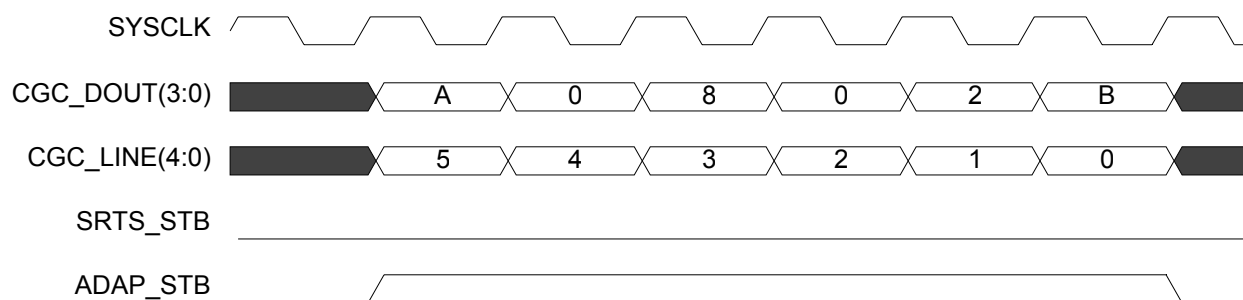 SYSCLK
CGC_DOUT(3:0) A 0 8 0 2 B
CGC_LINE(4:0) 5 4 3 2 1 0
SRTS_STB
ADAP_STB